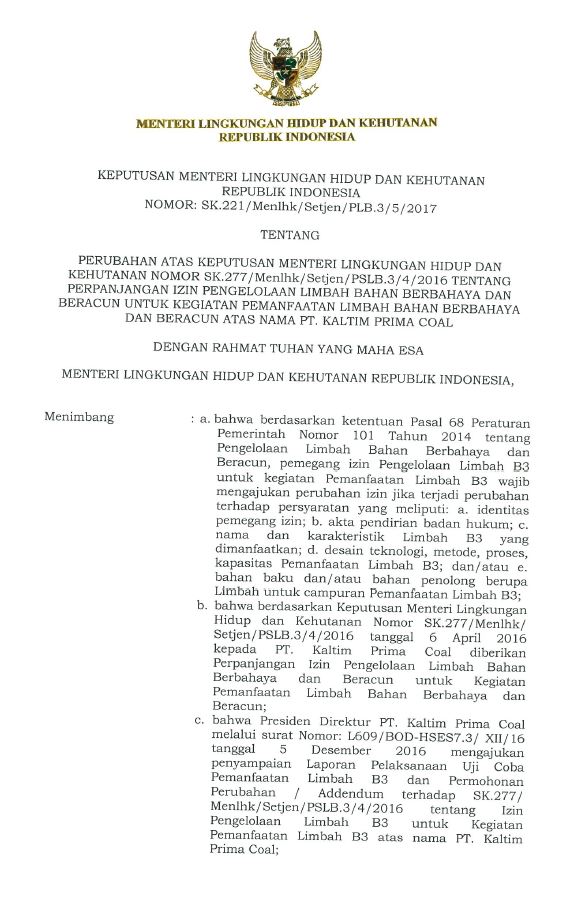 MENTERI LINGKUNGAN HIDUP DAN KEHUTANAN
REPUBLIK INDONESIA
KEPUTUSAN MENTERI LINGKUNGAN HIDUP DAN KEHUTANAN
REPUBLIK INDONESIA
NOMOR: SK.221/Menlhk/Setjen/PLB.3/5/2017
TENTANG
PERUBAHAN ATAS KEPUTUSAN MENTERI LINGKUNGAN HIDUP DAN
KEHUTANAN NOMOR SK.277/Menlhk/Setjen/PSLB.3/4/2016 TENTANG
PERPANJANGAN IZIN PENGELOLAAN LIMBAH BAHAN BERBAHAYA DAN
BERACUN UNTUK KEGIATAN PEMANFAATAN LIMBAH BAHAN BERBAHAYA
DAN BERACUN ATAS NAMA PT. KALTIM PRIMA COAL
DENGAN RAHMAT TUHAN YANG MAHA ESA
MENTERI LINGKUNGAN HIDUP DAN KEHUTANAN REPUBLIK INDONESIA,
Menimbang : a. bahwa berdasarkan ketentuan Pasal 68 Peraturan
Pemerintah Nomor 101 Tahun 2014 tentang
Pengelolaan Limbah Bahan Berbahaya dan
Beracun, pemegang izin Pengelolaan Limbah B3
untuk kegiatan Pemanfaatan Limbah B3 wajib
mengajukan perubahan izin jika terjadi perubahan
terhadap persyaratan yang meliputi: a. identitas
pemegang izin; b. akta pendirian badan hukum; c.
nama dan karakteristik Limbah B3 yang
dimanfaatkan; d. desain teknologi, metode, proses,
kapasitas Pemanfaatan Limbah B3; dan/atau e.
bahan baku dan/atau bahan penolong berupa
Limbah untuk campuran Pemanfaatan Limbah B3;
b. bahwa berdasarkan Keputusan Menteri Lingkungan
Hidup dan Kehutanan Nomor SK.277/Menlhk/
Setjen/PSLB.3/4/2016 tanggal 6 April 2016
kepada PT. Kaltim Prima Coal diberikan
Perpanjangan Izin Pengelolaan Limbah Bahan
Berbahaya dan Beracun untuk Kegiatan
Pemanfaatan Limbah Bahan Berbahaya dan
Beracun;
c. bahwa Presiden Direktur PT. Kaltim Prima Coal
melalui surat Nomor: L609/BOD-HSES7.3/ XII/16
tanggal 5 Desember 2016 mengajukan
penyampaian Laporan Pelaksanaan Uji Coba
Pemanfaatan Limbah B3 dan Permohonan
Perubahan / Addendum terhadap SK.277/
Menlhk/Setjen/PSLB.3/4/2016 tentang Izin
Pengelolaan Limbah B3 untuk Kegiatan
Pemanfaatan Limbah B3 atas nama PT. Kaltim
Prima Coal;